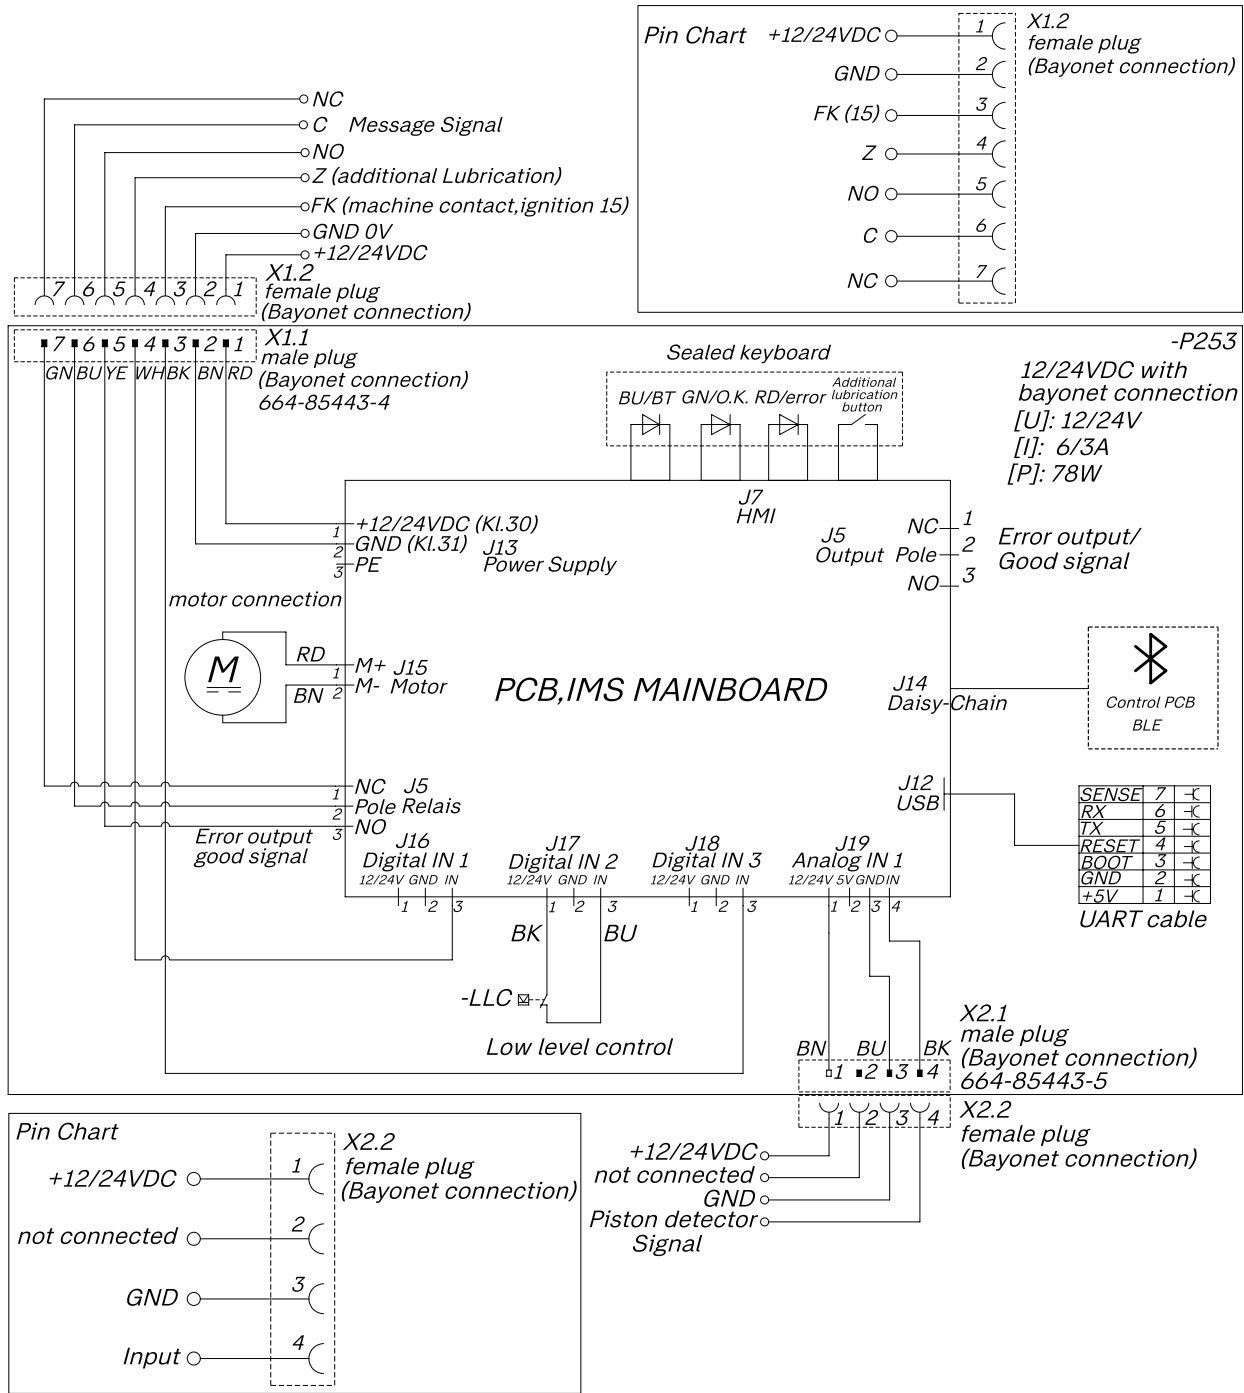 Pin Chart
+12/24VDC
1
X1.2
female plug
(Bayonet connection)
GND
2
FK (15)
3
Z
4
NO
5
C
6
NC
7
NC
C Message Signal
NO
Z (additional Lubrication)
FK (machine contact,ignition 15)
GND 0V
+12/24VDC
7 6 5 4 3 2 1
X1.2
female plug
(Bayonet connection)
7 6 5 4 3 2 1
X1.1
male plug
(Bayonet connection)
664-85443-4
GN BU YE WH BK BN RD
-P253
12/24VDC with
bayonet connection
[U]: 12/24V
[I]: 6/3A
[P]: 78W
Sealed keyboard
BU/BT GN/O.K. RD/error
Additional
lubrication
button
J7
HMI
1 +12/24VDC (Kl.30)
2 GND (Kl.31)
3 PE
J13
Power Supply
J5
Output
NC 1
Pole 2
NO 3
Error output/
Good signal
motor connection
M
RD
BN
1 M+
2 M-
J15
Motor
PCB,IMS MAINBOARD
J14
Daisy-Chain
Control PCB
BLE
1 NC
2 Pole
3 NO
J5
Relais
Error output
good signal
J12
USB
SENSE 7
RX 6
TX 5
RESET 4
BOOT 3
GND 2
+5V 1
UART cable
J16
Digital IN 1
12/24V GND IN
1 2 3
J17
Digital IN 2
12/24V GND IN
1 2 3
J18
Digital IN 3
12/24V GND IN
1 2 3
J19
Analog IN 1
12/24V 5V GND IN
1 2 3 4
BK BU
-LLC
Low level control
BN BU BK
1 2 3 4
X2.1
male plug
(Bayonet connection)
664-85443-5
1 2 3 4
X2.2
female plug
(Bayonet connection)
+12/24VDC
not connected
GND
Piston detector
Signal
Pin Chart
X2.2
female plug
(Bayonet connection)
+12/24VDC
1
not connected
2
GND
3
Input
4